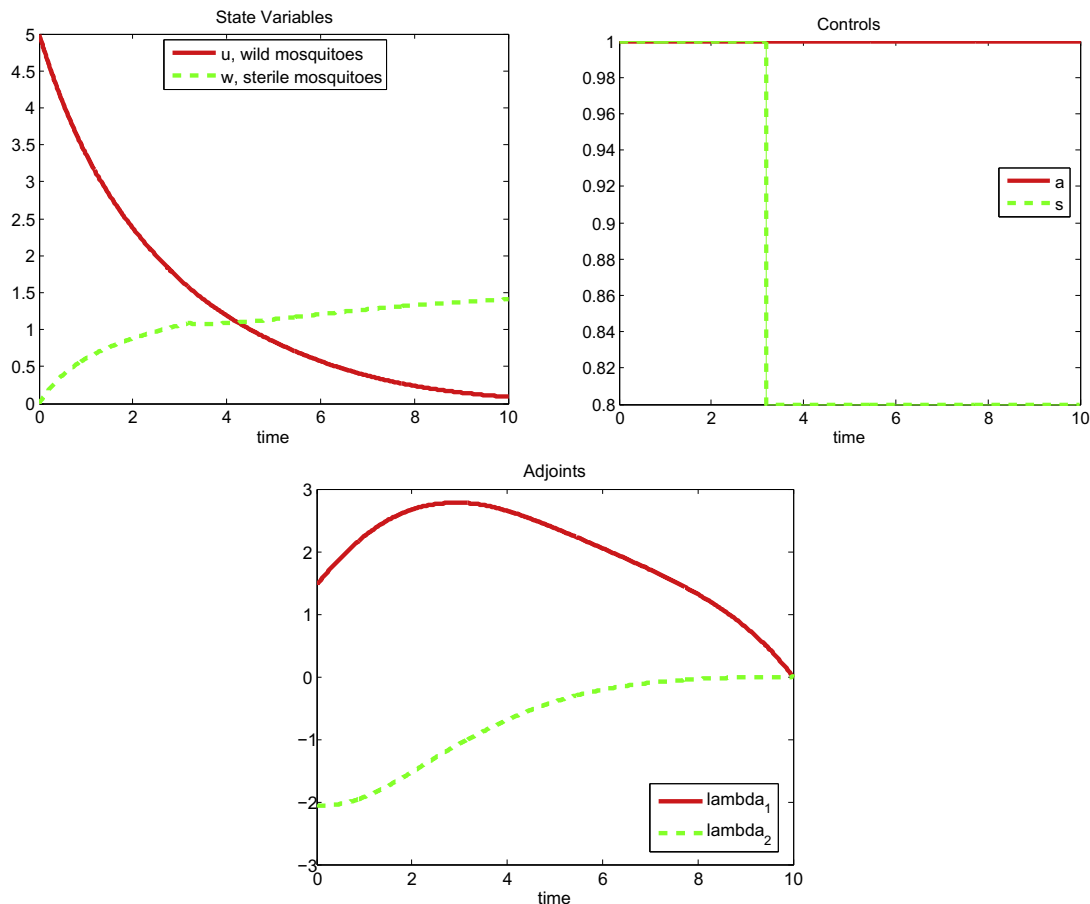 State Variables
5
4.5
4
3.5
3
2.5
2
1.5
1
0.5
0
u, wild mosquitoes
w, sterile mosquitoes
0 2 4 6 8 10
time
Controls
1
0.98
0.96
0.94
0.92
0.9
0.88
0.86
0.84
0.82
0.8
a
s
0 2 4 6 8 10
time
Adjoints
3
2
1
0
−1
−2
−3
lambda1
lambda2
0 2 4 6 8 10
time